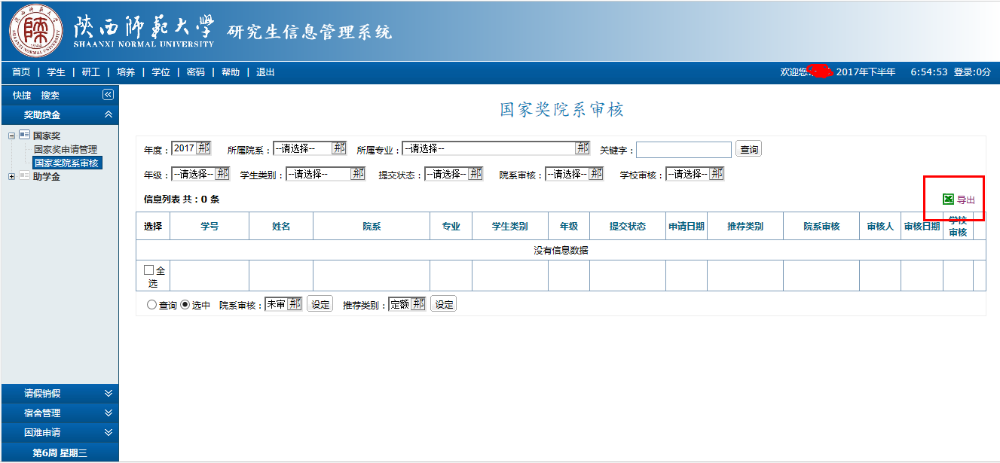 陕西师范大学 研究生信息管理系统
SHAANXI NORMAL UNIVERSITY
首页 | 学生 | 研工 | 培养 | 学位 | 密码 | 帮助 | 退出
欢迎您: 2017年下半年 6:54:53 登录:0分
快捷 搜索
奖助贷金
国家奖
国家奖申请管理
国家奖院系审核
助学金
请假销假
宿舍管理
困难申请
第6周 星期三
国家奖院系审核
年度：2017 所属院系：--请选择-- 所属专业：--请选择-- 关键字： 查询
年级：--请选择-- 学生类别：--请选择-- 提交状态：--请选择-- 院系审核：--请选择-- 学校审核：--请选择--
信息列表 共：0 条 导出
选择 学号 姓名 院系 专业 学生类别 年级 提交状态 申请日期 推荐类别 院系审核 审核人 审核日期 学校审核
没有信息数据
全选
查询 选中 院系审核：未审 设定 推荐类别：定额 设定